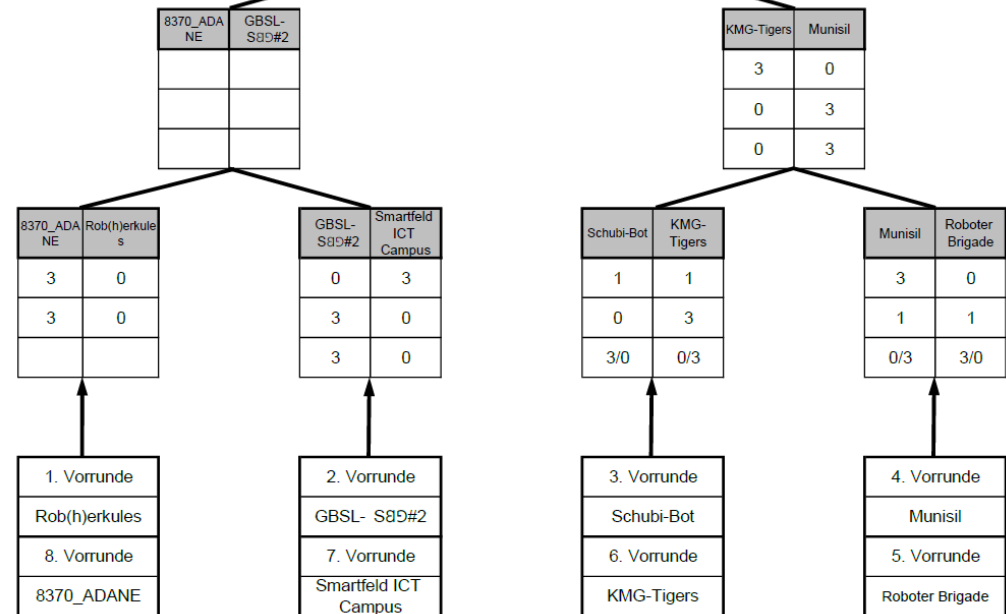 8370_ADA
NE
GBSL-
Sᗺ⅁#2
KMG-Tigers
Munisil
3 0
0 3
0 3
8370_ADA
NE
Rob(h)erkule
s
3 0
3 0
GBSL-
Sᗺ⅁#2
Smartfeld
ICT
Campus
0 3
3 0
3 0
Schubi-Bot
KMG-
Tigers
1 1
0 3
3/0 0/3
Munisil
Roboter
Brigade
3 0
1 1
0/3 3/0
1. Vorrunde
Rob(h)erkules
8. Vorrunde
8370_ADANE
2. Vorrunde
GBSL- Sᗺ⅁#2
7. Vorrunde
Smartfeld ICT
Campus
3. Vorrunde
Schubi-Bot
6. Vorrunde
KMG-Tigers
4. Vorrunde
Munisil
5. Vorrunde
Roboter Brigade